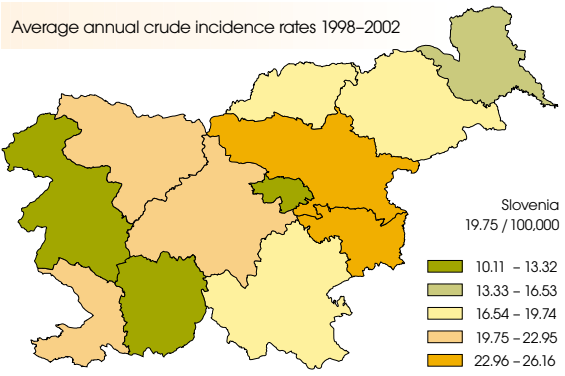 Average annual crude incidence rates 1998–2002
Slovenia
19.75 / 100,000
10.11 – 13.32
13.33 – 16.53
16.54 – 19.74
19.75 – 22.95
22.96 – 26.16